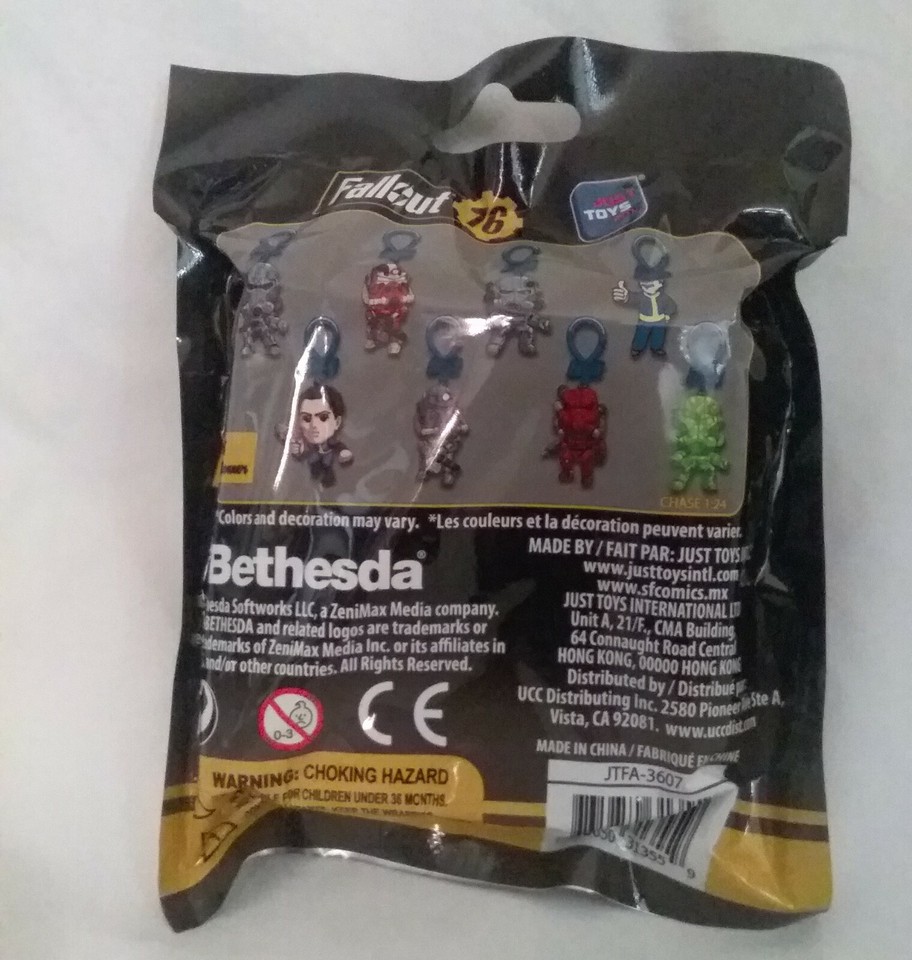 Fallout 76
JUST TOYS
CHASE 1:24
*Colors and decoration may vary. *Les couleurs et la décoration peuvent varier.
Bethesda®
Softworks LLC, a ZeniMax Media company.
BETHESDA and related logos are trademarks or
of ZeniMax Media Inc. or its affiliates in
and/or other countries. All Rights Reserved.
MADE BY / FAIT PAR: JUST TOYS
www.justtoysintl.com
www.sfcomics.mx
JUST TOYS INTERNATIONAL
Unit A, 21/F., CMA Building,
64 Connaught Road Central
HONG KONG, 00000 HONG KONG
Distributed by / Distribué
UCC Distributing Inc. 2580 Pioneer Ste A,
Vista, CA 92081. www.uccdist.
MADE IN CHINA / FABRIQUÉ EN CHINE
0-3
CE
WARNING: CHOKING HAZARD
FOR CHILDREN UNDER 36 MONTHS.
JTFA-3607
9